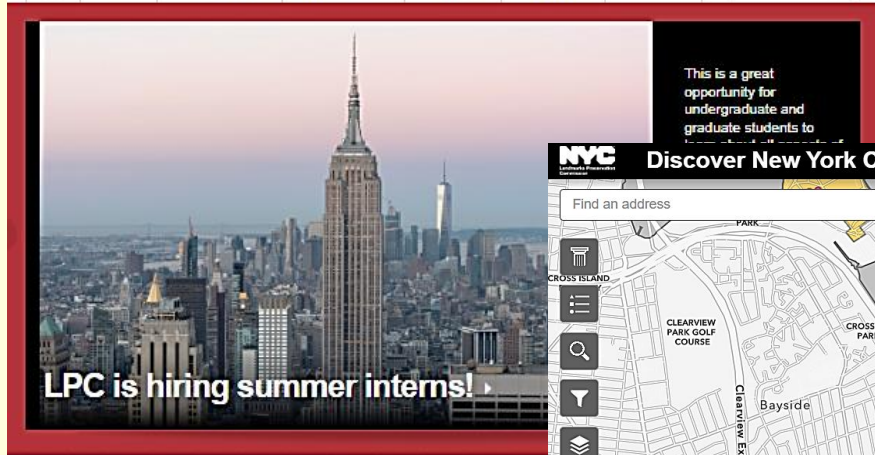 This is a great
opportunity for
undergraduate and
graduate students to
LPC is hiring summer interns!
NYC
Landmarks Preservation
Commission
Discover New York C
Find an address
PARK
CROSS ISLAND
CLEARVIEW
PARK GOLF
COURSE
CROSS
PAR
Clearview Ex
Bayside